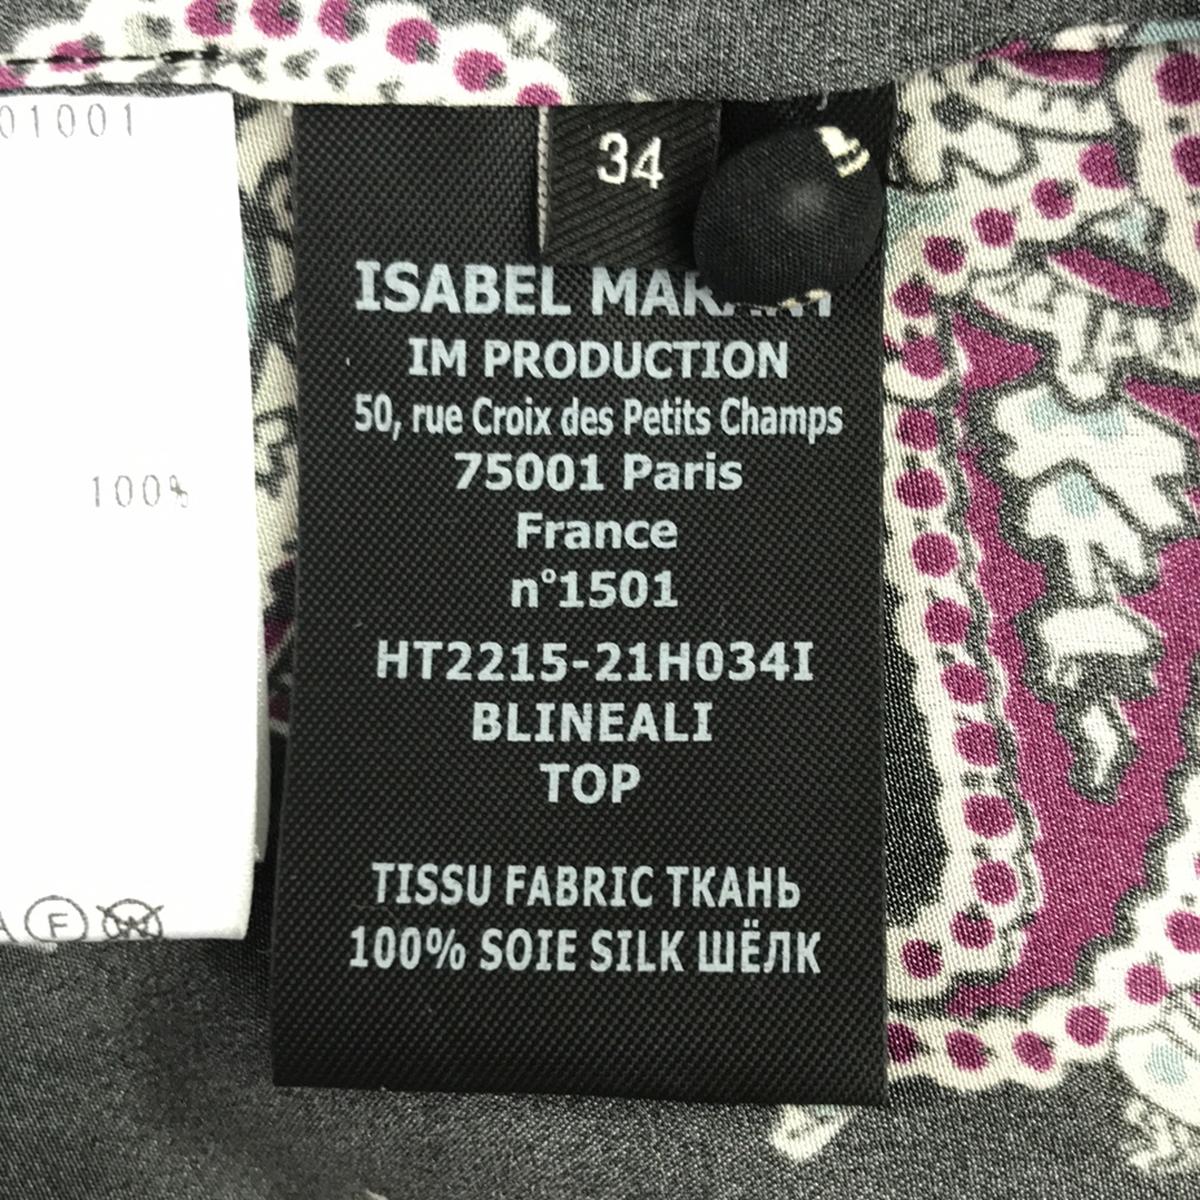 01001
100%
F
34
ISABEL
IM PRODUCTION
50, rue Croix des Petits Champs
75001 Paris
France
n°1501
HT2215-21H034I
BLINEALI
TOP
TISSU FABRIC ТКАНЬ
100% SOIE SILK ШЁЛК